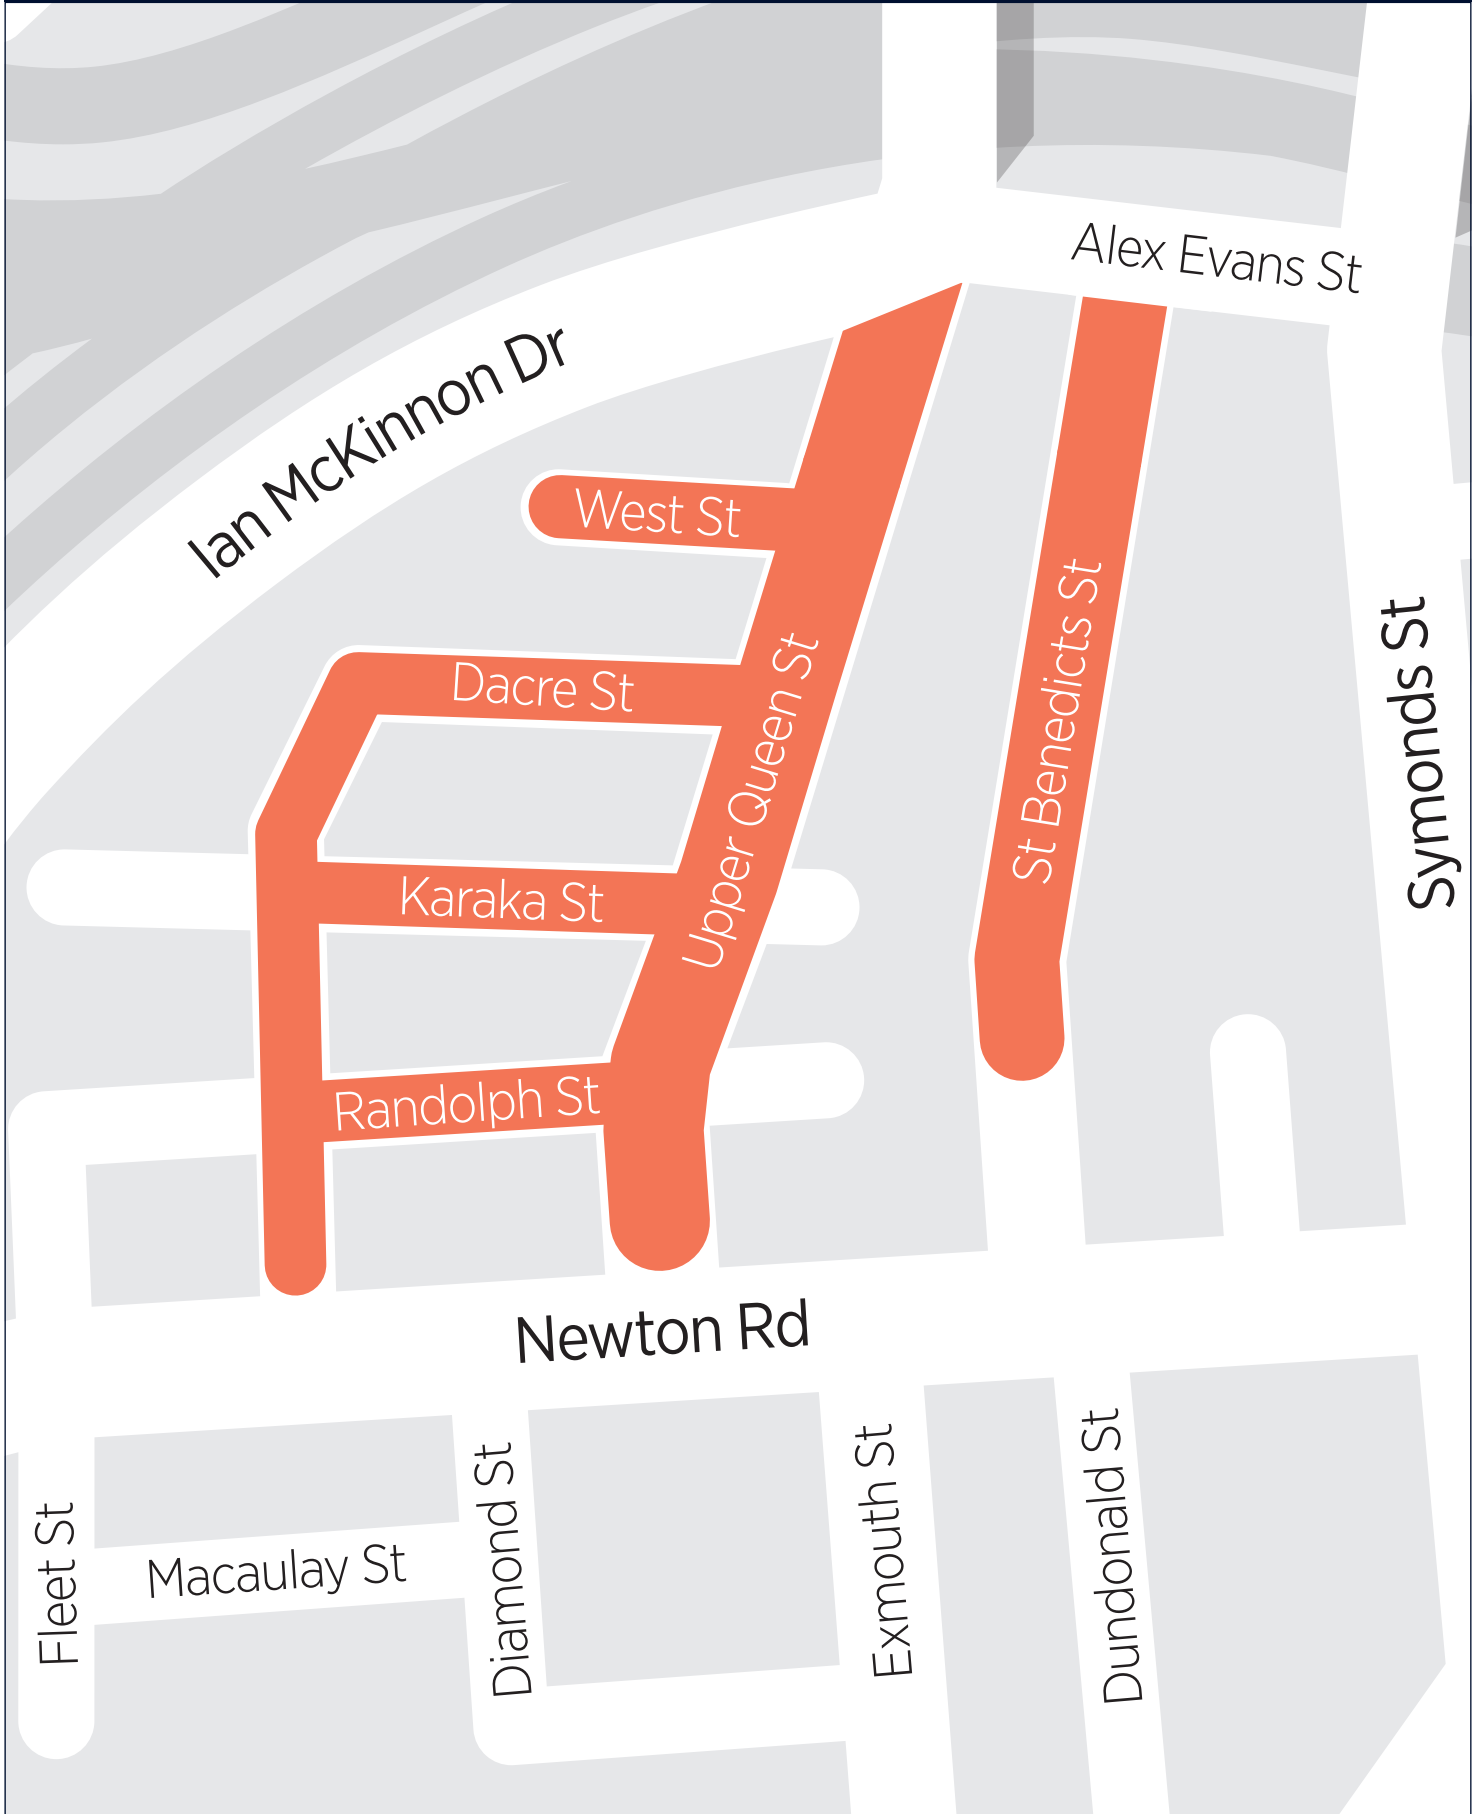 Alex Evans St
Ian McKinnon Dr
West St
Dacre St
Upper Queen St
St Benedicts St
Symonds St
Karaka St
Randolph St
Newton Rd
Fleet St
Macaulay St
Diamond St
Exmouth St
Dundonald St